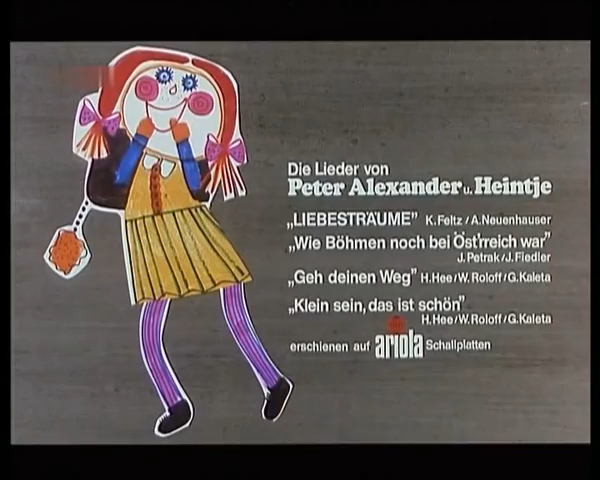 Die Lieder von
Peter Alexander u. Heintje
„LIEBESTRÄUME” K. Feltz/A. Neuenhauser
„Wie Böhmen noch bei Öst'rreich war”
J. Petrak/J. Fiedler
„Geh deinen Weg” H. Hee/W. Roloff/G. Kaleta
„Klein sein, das ist schön”
H. Hee/W. Roloff/G. Kaleta
erschienen auf ariola Schallplatten